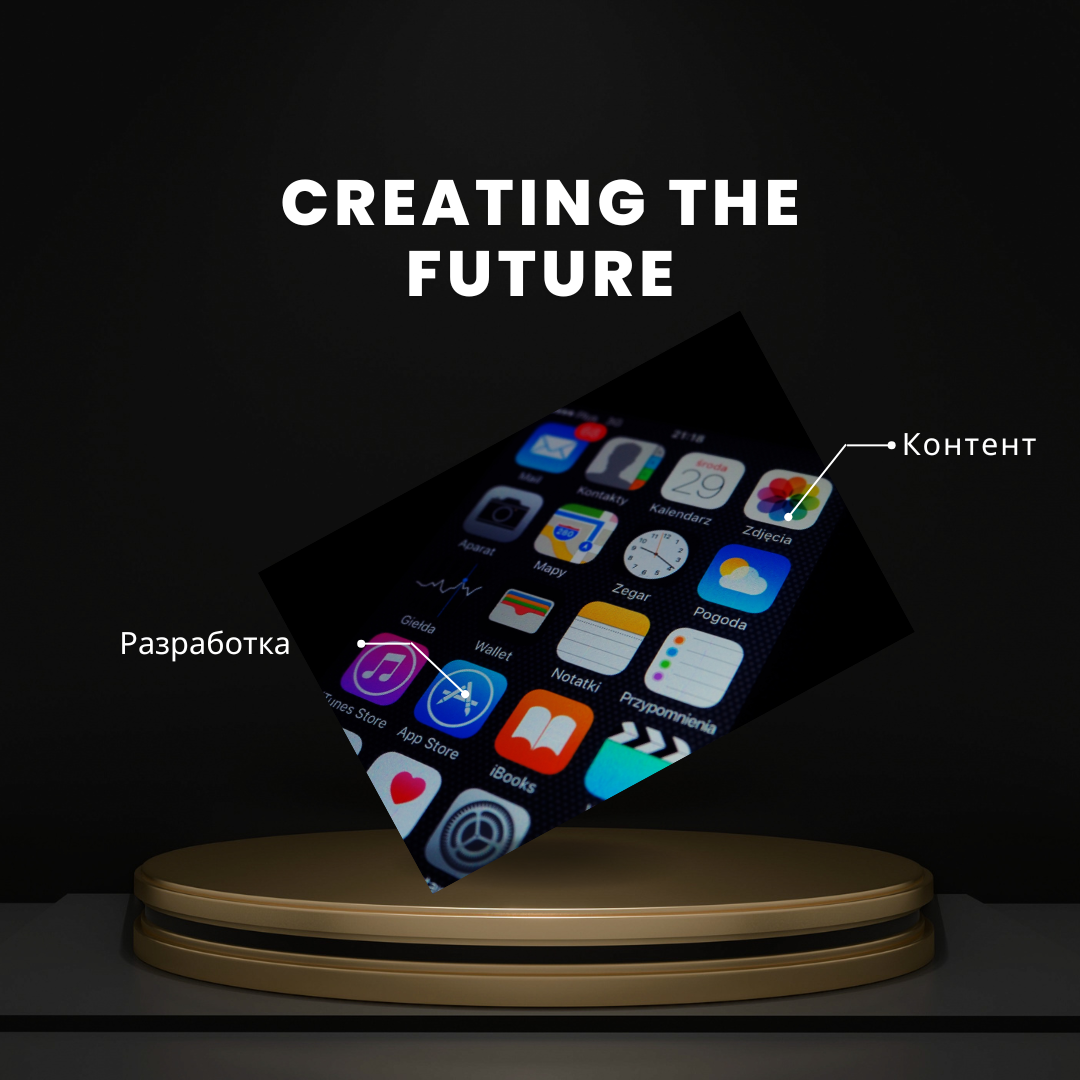 CREATING THE
FUTURE
21:18
Контент
Mail
Kontakty
środa
29
Kalendarz
Zdjęcia
Aparat
280
Mapy
Zegar
Pogoda
Разработка
Giełda
Wallet
Notatki
Przypomnienia
iTunes Store
App Store
iBooks